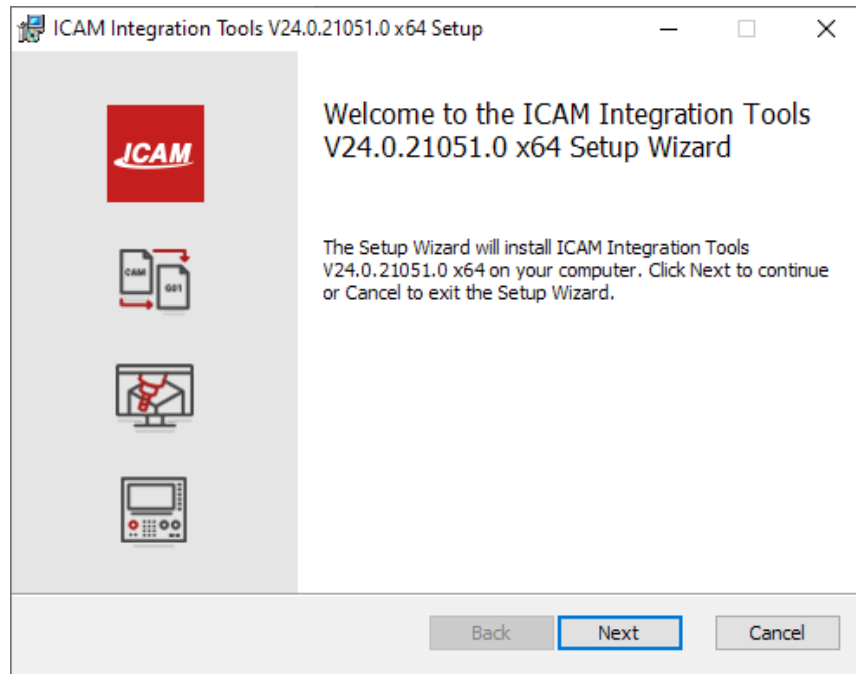 ICAM Integration Tools V24.0.21051.0 x64 Setup
ICAM
Welcome to the ICAM Integration Tools
V24.0.21051.0 x64 Setup Wizard
The Setup Wizard will install ICAM Integration Tools
V24.0.21051.0 x64 on your computer. Click Next to continue
or Cancel to exit the Setup Wizard.
CAM
G01
Back
Next
Cancel